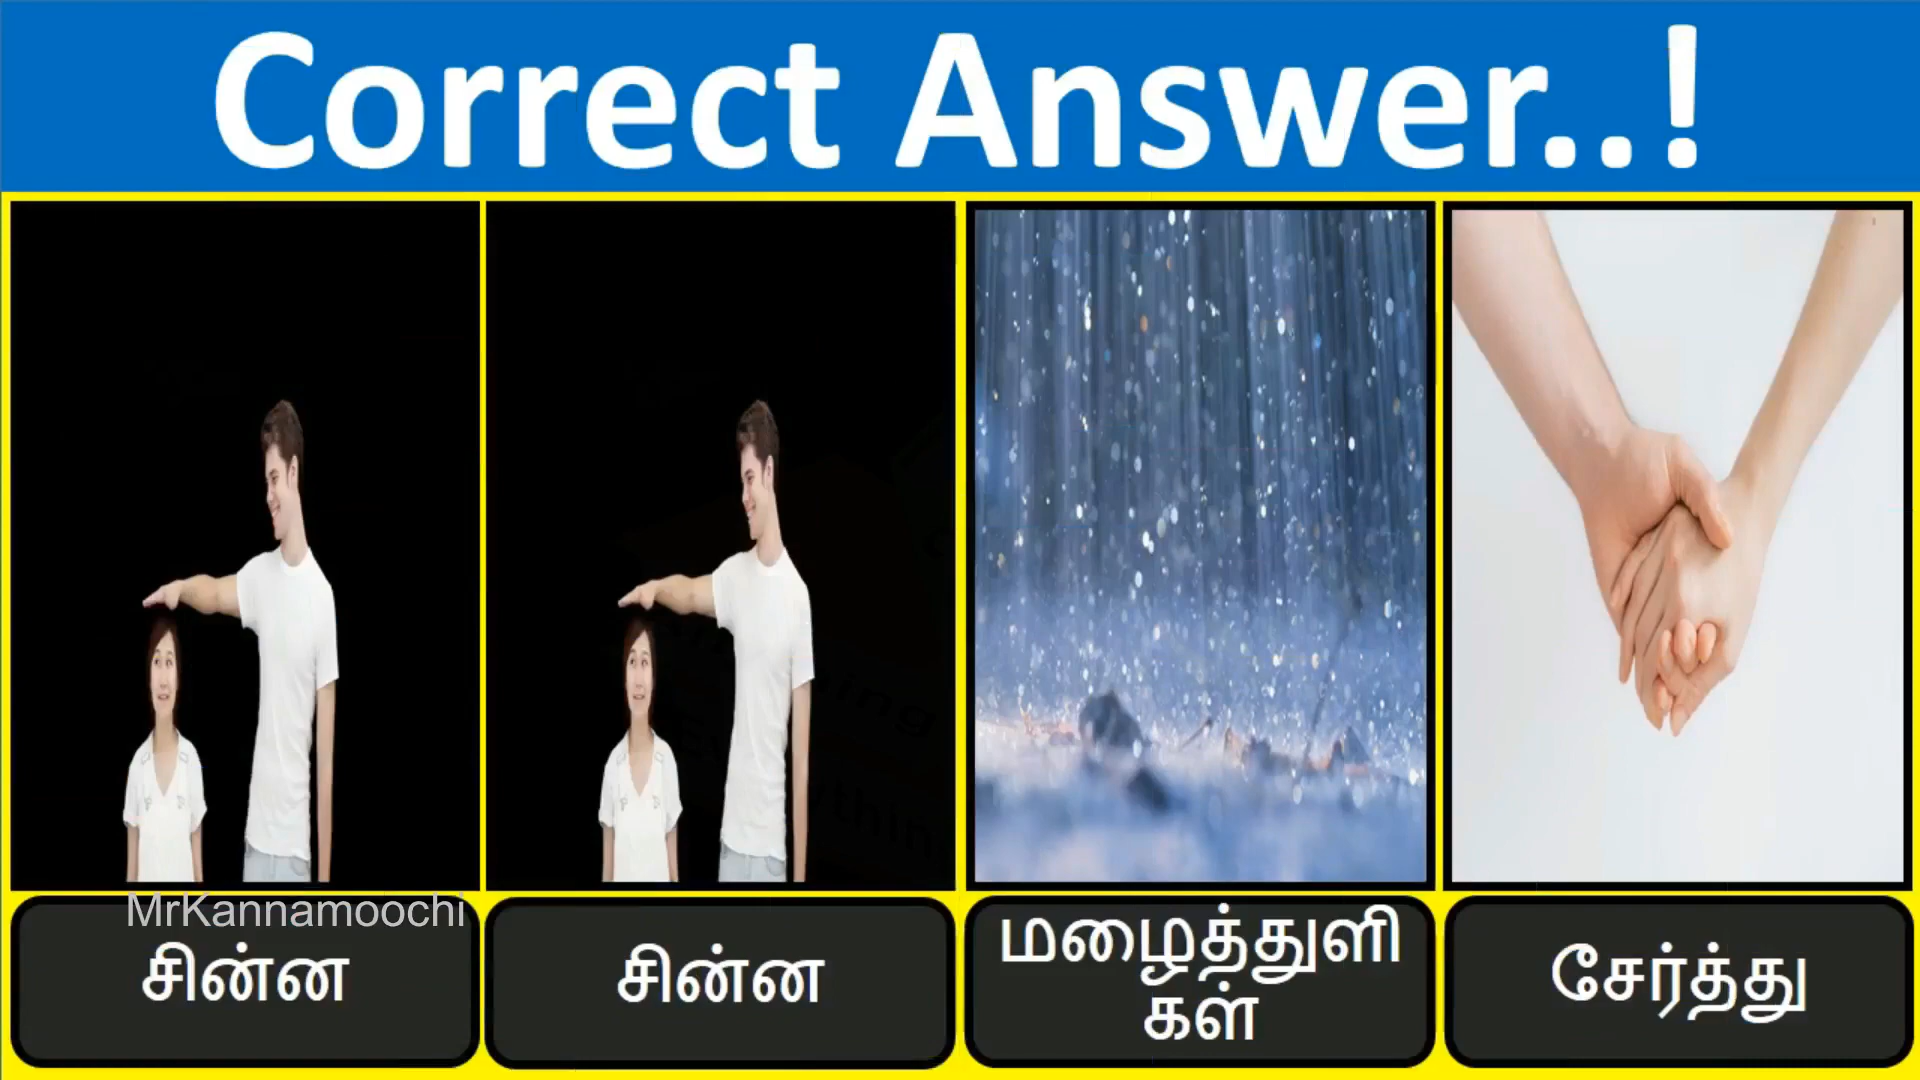 Correct Answer..!
MrKannamoochi
சின்ன
சின்ன
மழைத்துளி
கள்
சேர்த்து